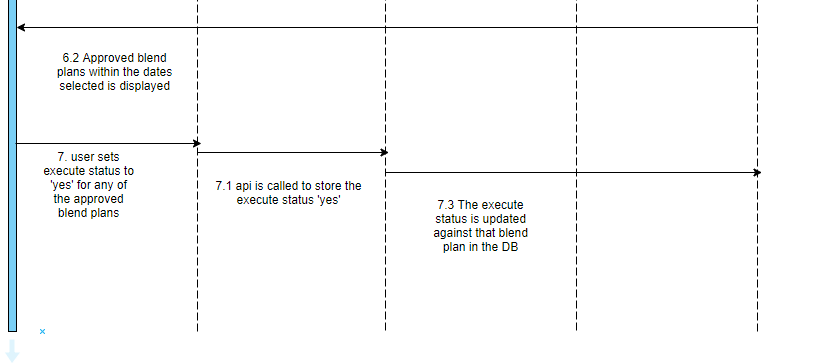 6.2 Approved blend
plans within the dates
selected is displayed
7. user sets
execute status to
'yes' for any of
the approved
blend plans
7.1 api is called to store the
execute status 'yes'
7.3 The execute
status is updated
against that blend
plan in the DB